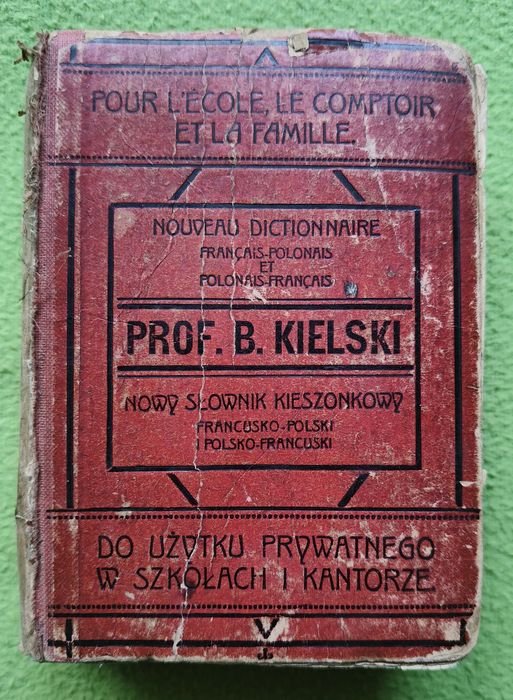 POUR L'ÉCOLE, LE COMPTOIR
ET LA FAMILLE.
NOUVEAU DICTIONNAIRE
FRANÇAIS-POLONAIS
ET
POLONAIS-FRANÇAIS
PROF. B. KIELSKI
NOWY SŁOWNIK KIESZONKOWY
FRANCUSKO-POLSKI
I POLSKO-FRANCUSKI
DO UŻYTKU PRYWATNEGO
W SZKOŁACH I KANTORZE